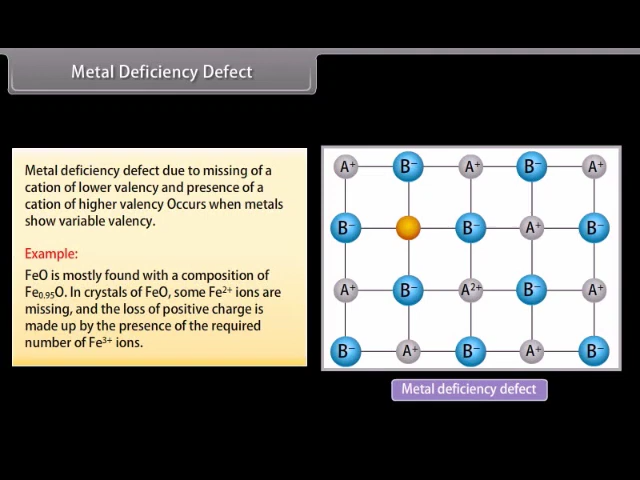 Metal Deficiency Defect
Metal deficiency defect due to missing of a
cation of lower valency and presence of a
cation of higher valency Occurs when metals
show variable valency.
Example:
FeO is mostly found with a composition of
Fe₀.₉₅O. In crystals of FeO, some Fe²⁺ ions are
missing, and the loss of positive charge is
made up by the presence of the required
number of Fe³⁺ ions.
A⁺ B⁻ A⁺ B⁻ A⁺
B⁻ B⁻ A⁺ B⁻
A⁺ B⁻ A²⁺ B⁻ A⁺
B⁻ A⁺ B⁻ A⁺ B⁻
Metal deficiency defect